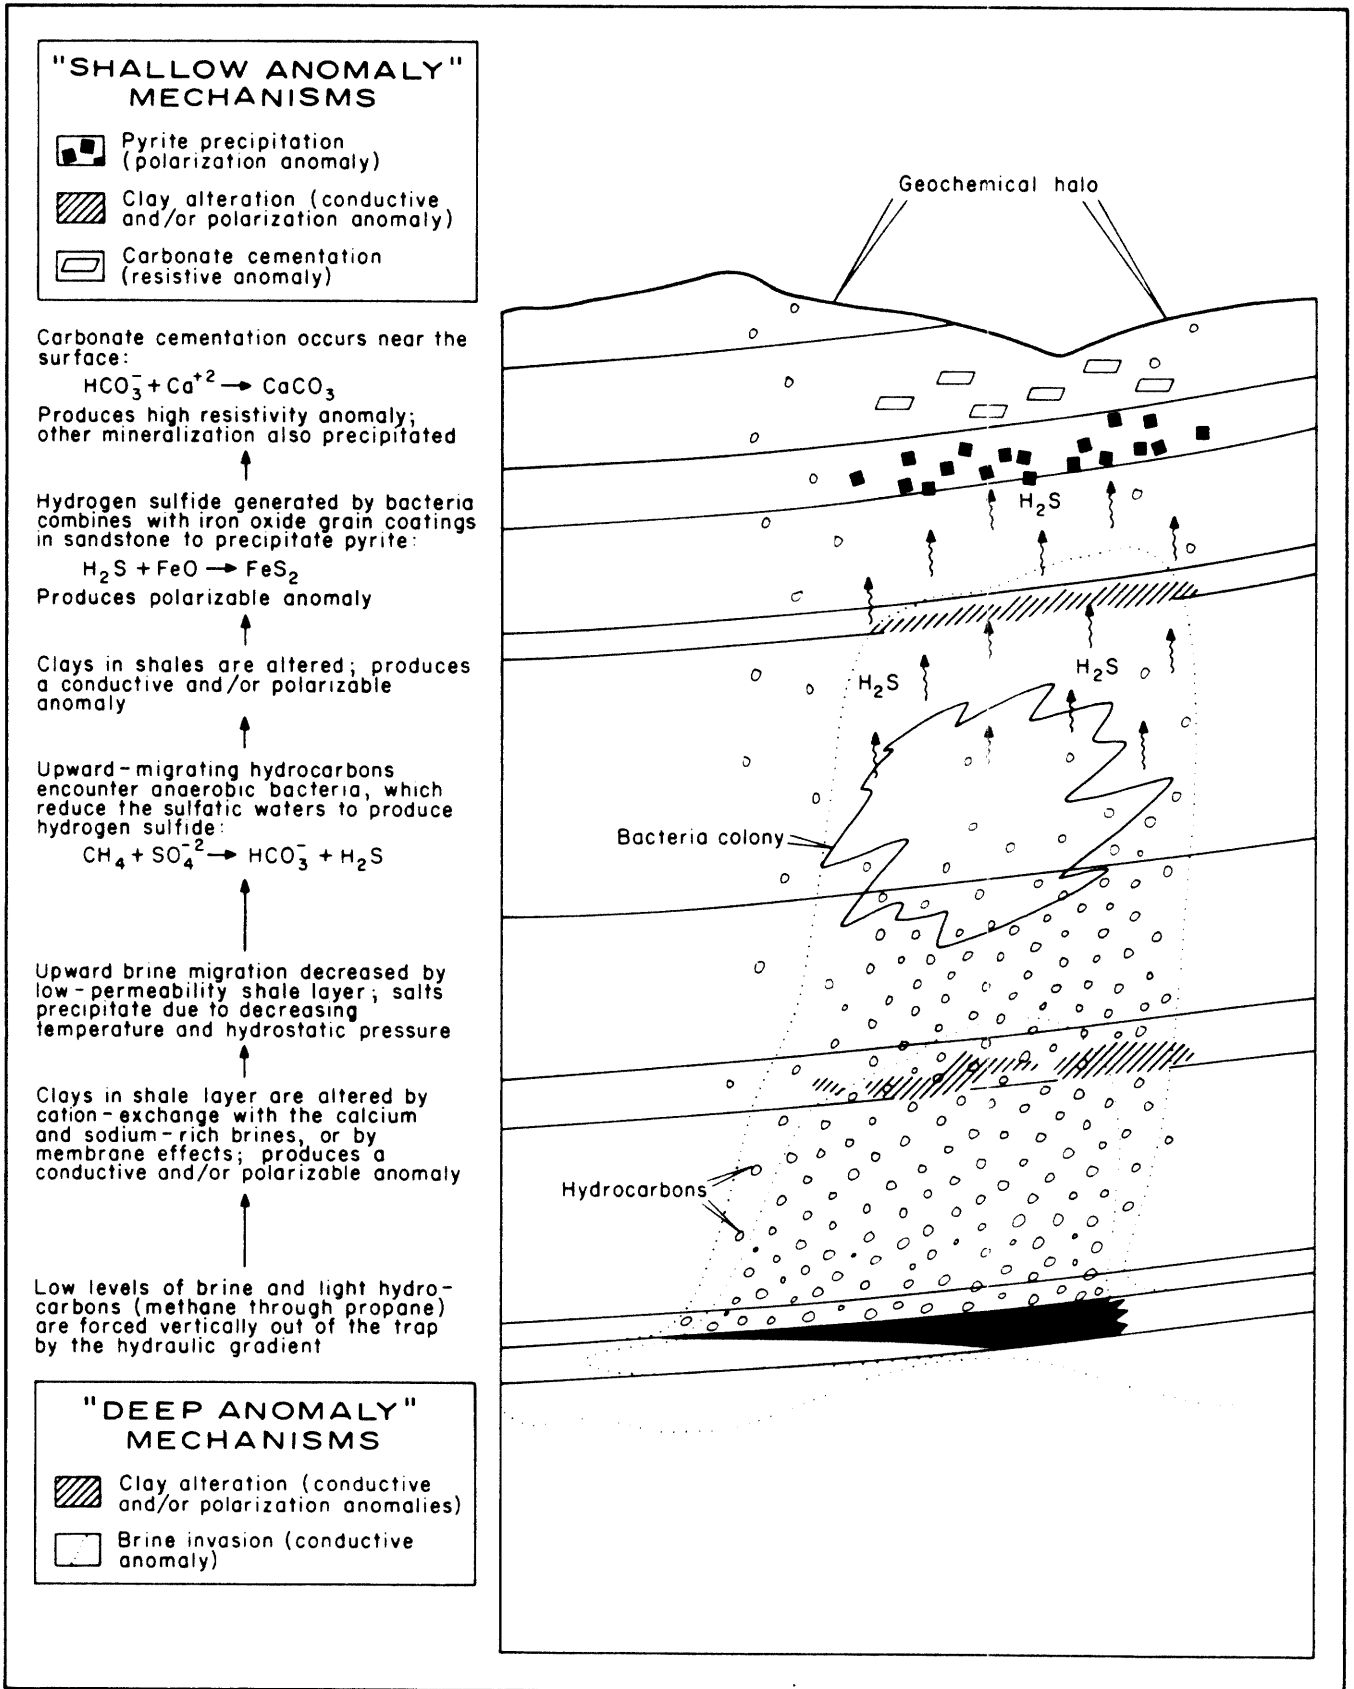 "SHALLOW ANOMALY"
MECHANISMS
Pyrite precipitation
(polarization anomaly)
Clay alteration (conductive
and/or polarization anomaly)
Carbonate cementation
(resistive anomaly)
Carbonate cementation occurs near the
surface:
HCO₃⁻ + Ca⁺² → CaCO₃
Produces high resistivity anomaly;
other mineralization also precipitated
Hydrogen sulfide generated by bacteria
combines with iron oxide grain coatings
in sandstone to precipitate pyrite:
H₂S + FeO → FeS₂
Produces polarizable anomaly
Clays in shales are altered; produces
a conductive and/or polarizable
anomaly
Upward-migrating hydrocarbons
encounter anaerobic bacteria, which
reduce the sulfatic waters to produce
hydrogen sulfide:
CH₄ + SO₄⁻² → HCO₃⁻ + H₂S
Upward brine migration decreased by
low-permeability shale layer; salts
precipitate due to decreasing
temperature and hydrostatic pressure
Clays in shale layer are altered by
cation-exchange with the calcium
and sodium-rich brines, or by
membrane effects; produces a
conductive and/or polarizable anomaly
Low levels of brine and light hydro-
carbons (methane through propane)
are forced vertically out of the trap
by the hydraulic gradient
"DEEP ANOMALY"
MECHANISMS
Clay alteration (conductive
and/or polarization anomalies)
Brine invasion (conductive
anomaly)
Geochemical halo
H₂S
H₂S
H₂S
Bacteria colony
Hydrocarbons